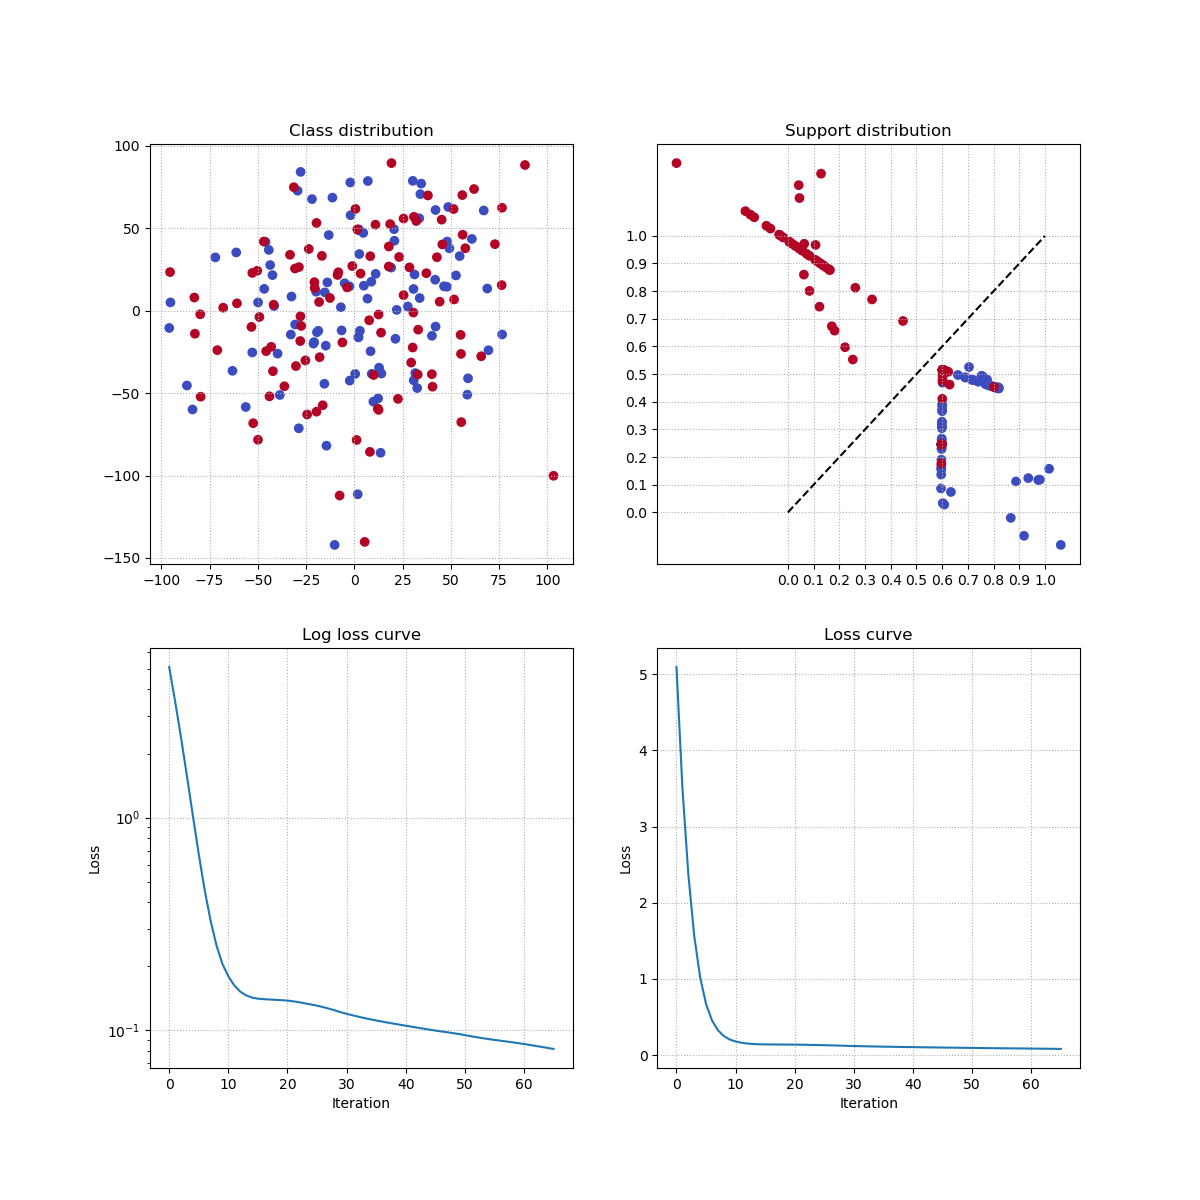 Class distribution
Support distribution
100
50
0
−50
−100
−150
−100 −75 −50 −25 0 25 50 75 100
1.0
0.9
0.8
0.7
0.6
0.5
0.4
0.3
0.2
0.1
0.0
0.0 0.1 0.2 0.3 0.4 0.5 0.6 0.7 0.8 0.9 1.0
Log loss curve
Loss curve
Loss
10⁰
10⁻¹
0 10 20 30 40 50 60
Iteration
Loss
5
4
3
2
1
0
0 10 20 30 40 50 60
Iteration